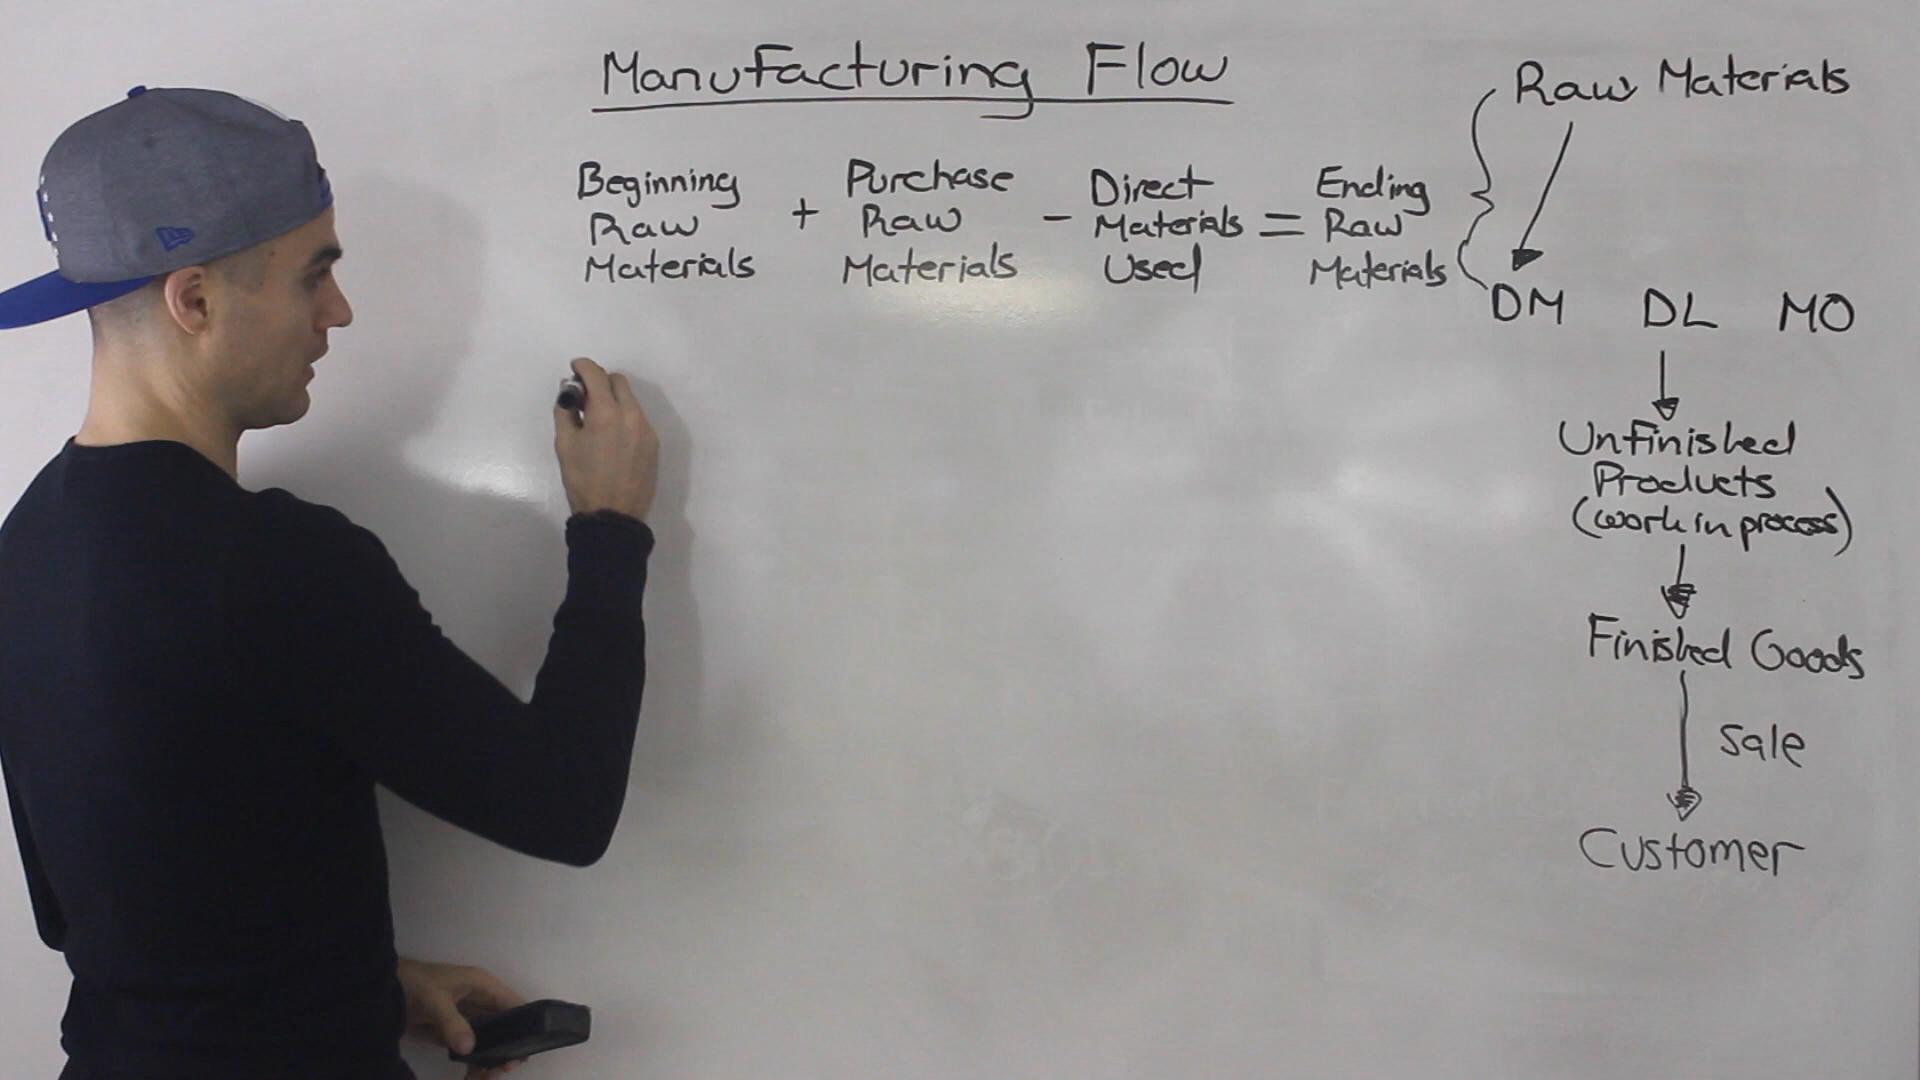 Manufacturing Flow
Beginning
Raw
Materials
+
Purchase
Raw
Materials
-
Direct
Materials
Used
=
Ending
Raw
Materials
Raw Materials
DM DL MO
Unfinished
Products
(work in process)
Finished Goods
Sale
Customer